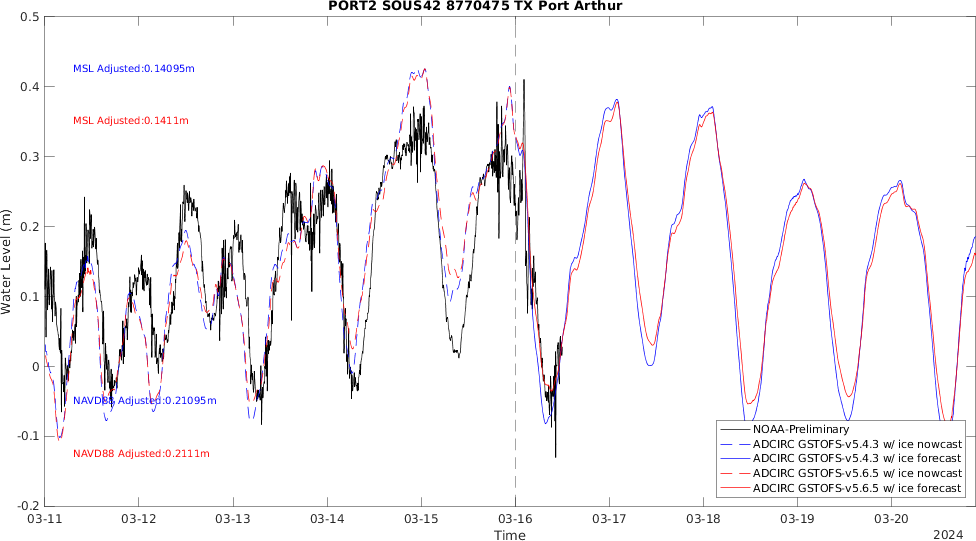 PORT2 SOUS42 8770475 TX Port Arthur
0.5
0.4
0.3
0.2
0.1
0
-0.1
-0.2
Water Level (m)
MSL Adjusted:0.14095m
MSL Adjusted:0.1411m
NAVD88 Adjusted:0.21095m
NAVD88 Adjusted:0.2111m
NOAA-Preliminary
ADCIRC GSTOFS-v5.4.3 w/ ice nowcast
ADCIRC GSTOFS-v5.4.3 w/ ice forecast
ADCIRC GSTOFS-v5.6.5 w/ ice nowcast
ADCIRC GSTOFS-v5.6.5 w/ ice forecast
03-11 03-12 03-13 03-14 03-15 03-16 03-17 03-18 03-19 03-20
Time
2024